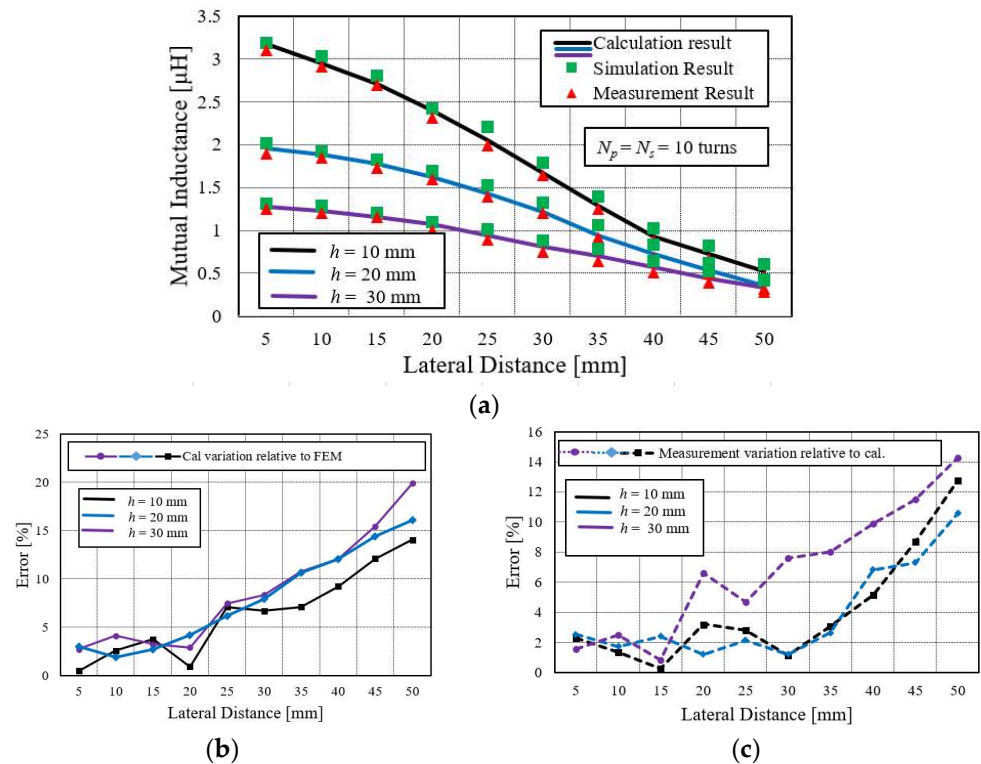 3.5
3
2.5
2
1.5
1
0.5
0
Mutual Inductance [µH]
Calculation result
Simulation Result
Measurement Result
Np = Ns = 10 turns
h = 10 mm
h = 20 mm
h = 30 mm
5 10 15 20 25 30 35 40 45 50
Lateral Distance [mm]
(a)
25
20
15
10
5
0
Error [%]
Cal variation relative to FEM
h = 10 mm
h = 20 mm
h = 30 mm
5 10 15 20 25 30 35 40 45 50
Lateral Distance [mm]
(b)
16
14
12
10
8
6
4
2
0
Error [%]
Measurement variation relative to cal.
h = 10 mm
h = 20 mm
h = 30 mm
5 10 15 20 25 30 35 40 45 50
Lateral Distance [mm]
(c)